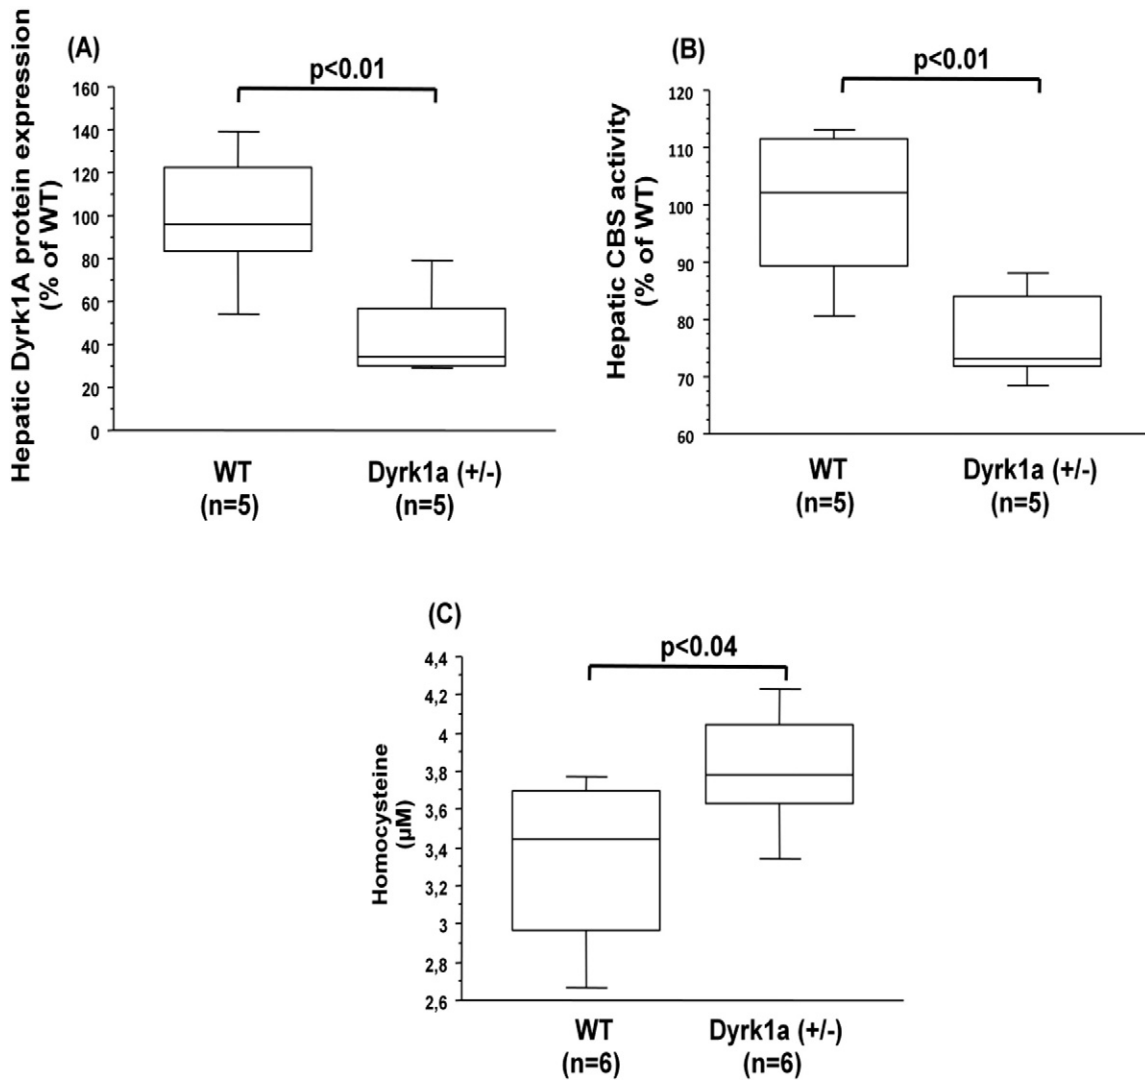 (A)
p<0.01
Hepatic Dyrk1A protein expression
(% of WT)
160
140
120
100
80
60
40
20
0
WT
(n=5)
Dyrk1a (+/-)
(n=5)
(B)
p<0.01
Hepatic CBS activity
(% of WT)
120
110
100
90
80
70
60
WT
(n=5)
Dyrk1a (+/-)
(n=5)
(C)
p<0.04
Homocysteine
(µM)
4,4
4,2
4
3,8
3,6
3,4
3,2
3
2,8
2,6
WT
(n=6)
Dyrk1a (+/-)
(n=6)